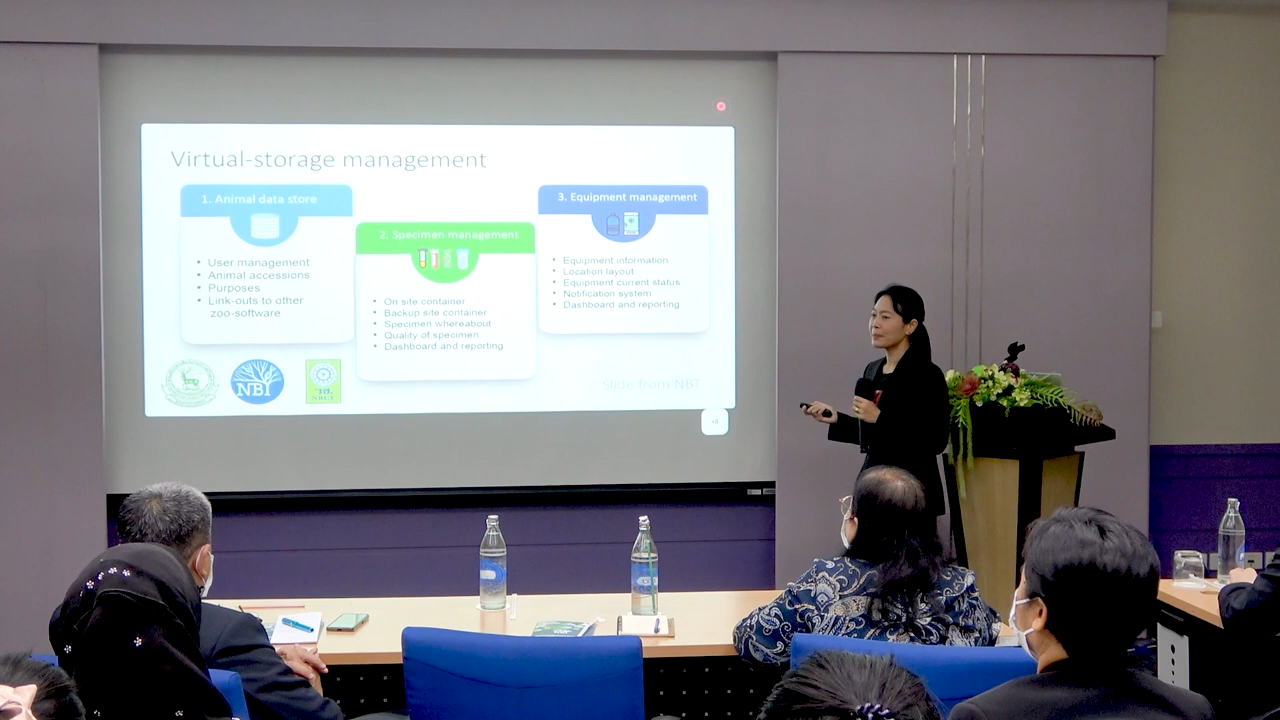 Virtual-storage management
1. Animal data store
• User management
• Animal accessions
• Purposes
• Link-outs to other
zoo-software
2. Specimen management
• On site container
• Backup site container
• Specimen whereabout
• Quality of specimen
• Dashboard and reporting
3. Equipment management
• Equipment information
• Location layout
• Equipment current status
• Notification system
• Dashboard and reporting
NBT
Slide from NBT